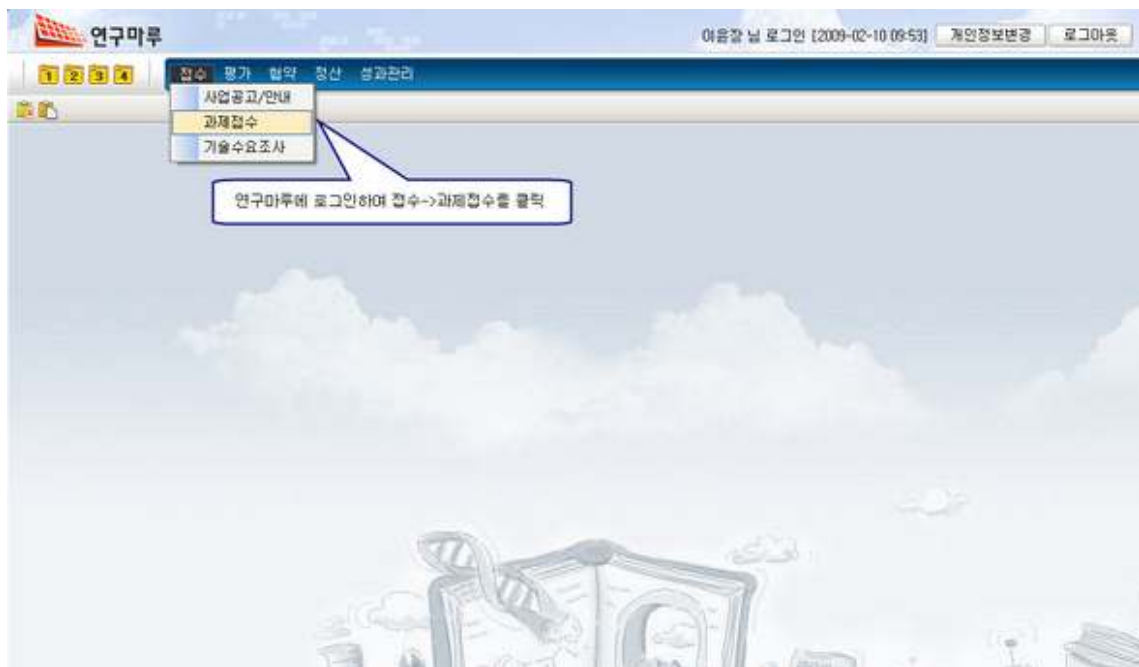 연구마루
이윤장 님 로그인 [2009-02-10 09:53] 개인정보변경 로그아웃
1 2 3 4 접수 평가 협약 정산 성과관리
사업공고/안내
과제접수
기술수요조사
연구마루에 로그인하여 접수->과제접수를 클릭